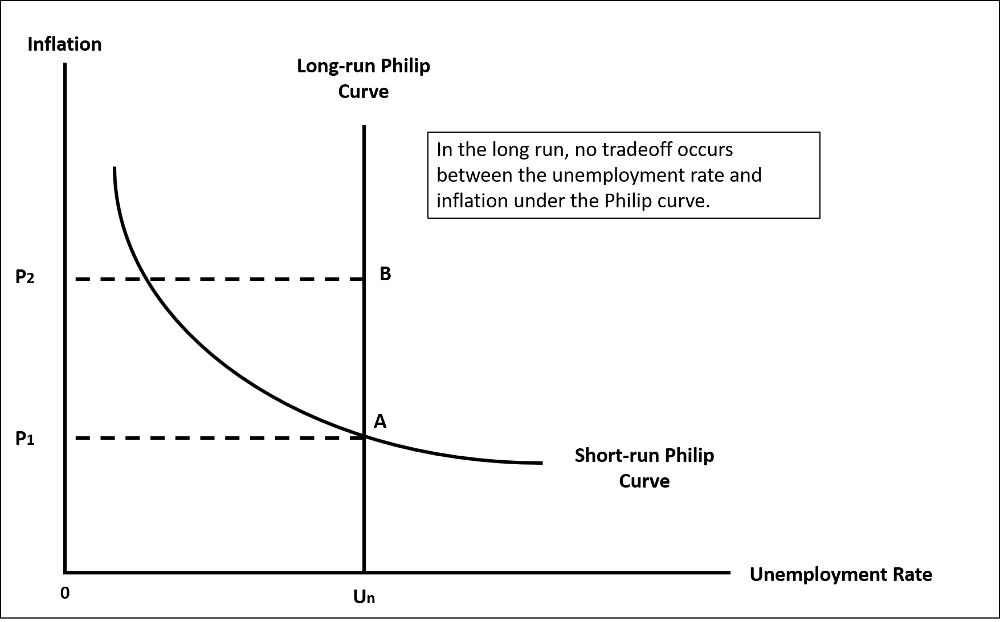 Inflation
Long-run Philip
Curve
In the long run, no tradeoff occurs
between the unemployment rate and
inflation under the Philip curve.
P2
B
A
P1
Short-run Philip
Curve
Unemployment Rate
0
Un